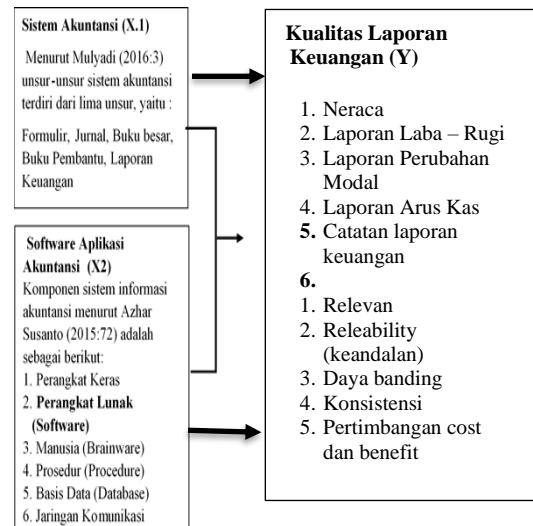 Sistem Akuntansi (X.1)
Menurut Mulyadi (2016:3)
unsur-unsur sistem akuntansi
terdiri dari lima unsur, yaitu :
Formulir, Jurnal, Buku besar,
Buku Pembantu, Laporan
Keuangan
Software Aplikasi
Akuntansi (X2)
Komponen sistem informasi
akuntansi menurut Azhar
Susanto (2015:72) adalah
sebagai berikut:
1. Perangkat Keras
2. Perangkat Lunak
(Software)
3. Manusia (Brainware)
4. Prosedur (Procedure)
5. Basis Data (Database)
6. Jaringan Komunikasi
Kualitas Laporan
Keuangan (Y)
1. Neraca
2. Laporan Laba – Rugi
3. Laporan Perubahan
Modal
4. Laporan Arus Kas
5. Catatan laporan
keuangan
6.
1. Relevan
2. Releability
(keandalan)
3. Daya banding
4. Konsistensi
5. Pertimbangan cost
dan benefit